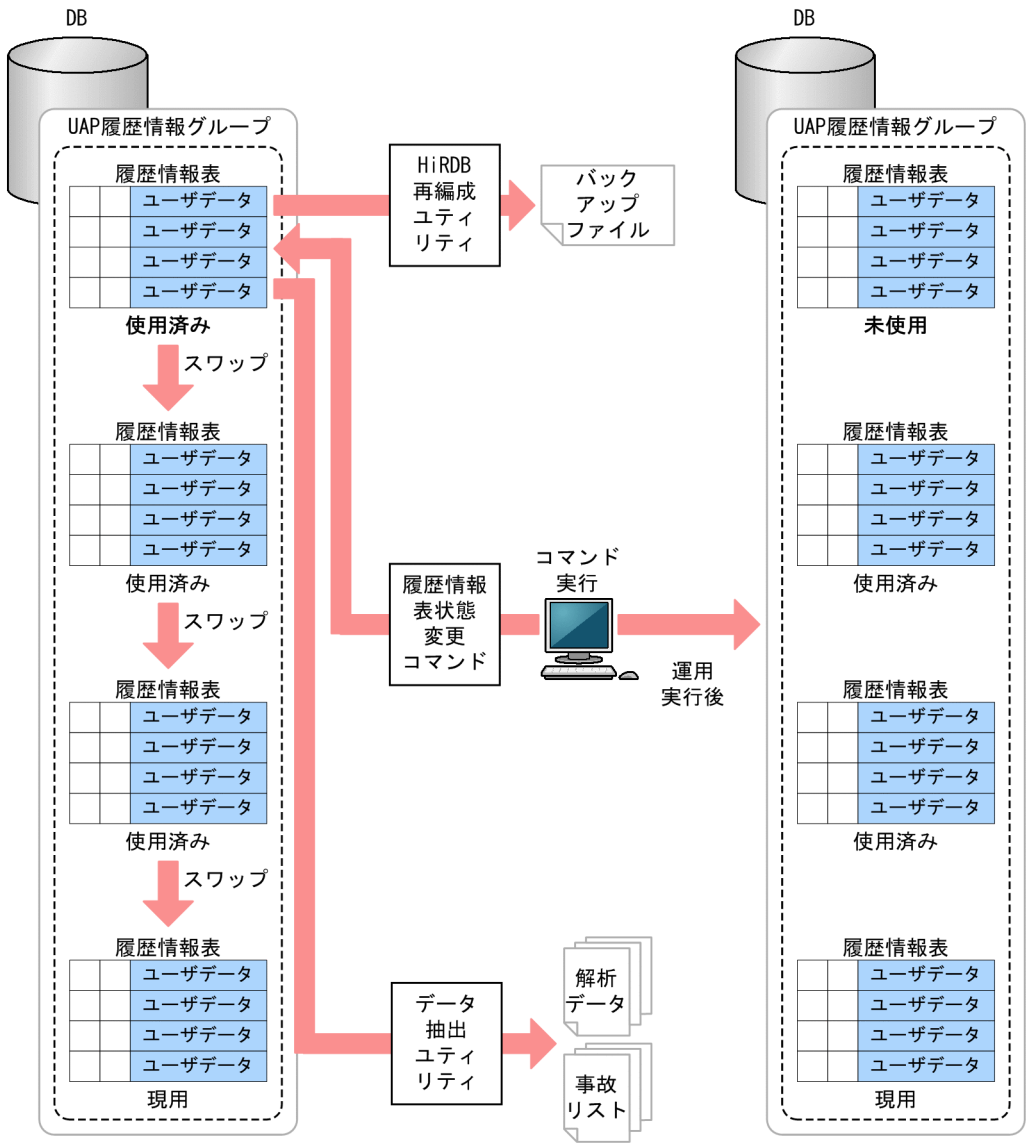 DB
UAP履歴情報グループ
履歴情報表
ユーザデータ
ユーザデータ
ユーザデータ
ユーザデータ
使用済み
スワップ
履歴情報表
ユーザデータ
ユーザデータ
ユーザデータ
ユーザデータ
使用済み
スワップ
履歴情報表
ユーザデータ
ユーザデータ
ユーザデータ
ユーザデータ
使用済み
スワップ
履歴情報表
ユーザデータ
ユーザデータ
ユーザデータ
ユーザデータ
現用
HiRDB
再編成
ユティ
リティ
バック
アップ
ファイル
履歴情報
表状態
変更
コマンド
コマンド
実行
運用
実行後
データ
抽出
ユティ
リティ
解析
データ
事故
リスト
DB
UAP履歴情報グループ
履歴情報表
ユーザデータ
ユーザデータ
ユーザデータ
ユーザデータ
未使用
履歴情報表
ユーザデータ
ユーザデータ
ユーザデータ
ユーザデータ
使用済み
履歴情報表
ユーザデータ
ユーザデータ
ユーザデータ
ユーザデータ
使用済み
履歴情報表
ユーザデータ
ユーザデータ
ユーザデータ
ユーザデータ
現用